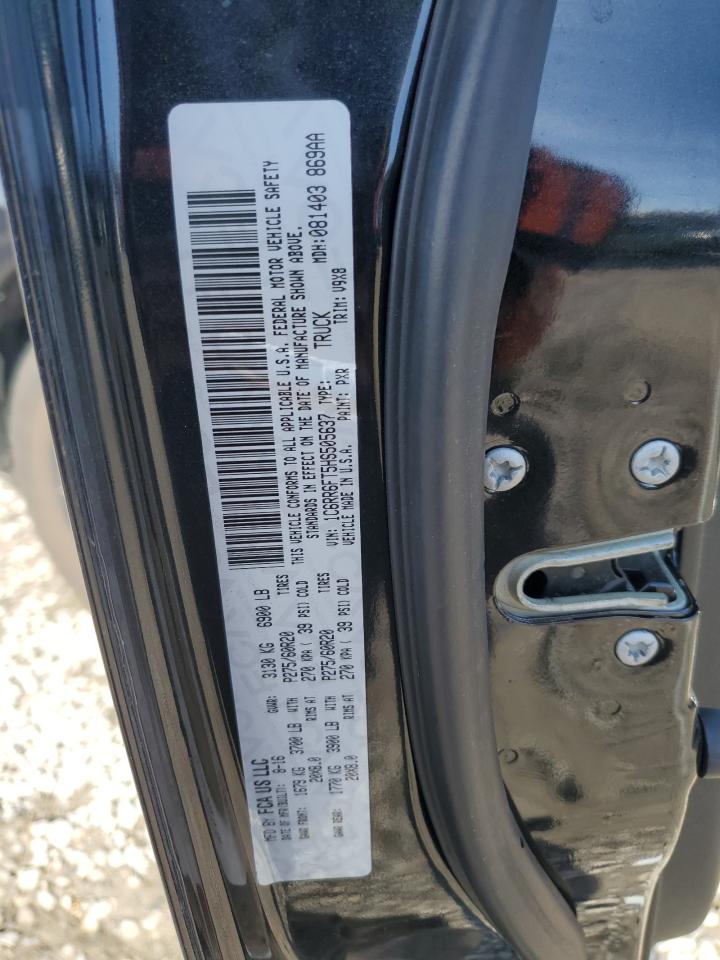 MFD BY: FCA US LLC
DATE OF MFR/BUILT: 8-16 GVWR: 3130 KG 6900 LB
GAWR FRONT: 1679 KG 3700 LB WITH P275/60R20 TIRES
20X8.0 RIMS AT 270 KPA ( 39 PSI) COLD
GAWR REAR: 1770 KG 3900 LB WITH P275/60R20 TIRES
20X8.0 RIMS AT 270 KPA ( 39 PSI) COLD
THIS VEHICLE CONFORMS TO ALL APPLICABLE U.S.A. FEDERAL MOTOR VEHICLE SAFETY
STANDARDS IN EFFECT ON THE DATE OF MANUFACTURE SHOWN ABOVE.
VIN: 1C6RR6FT5HS505637 TYPE: TRUCK MDH:081403 869AA
VEHICLE MADE IN U.S.A. PAINT: PXR TRIM: V9X8